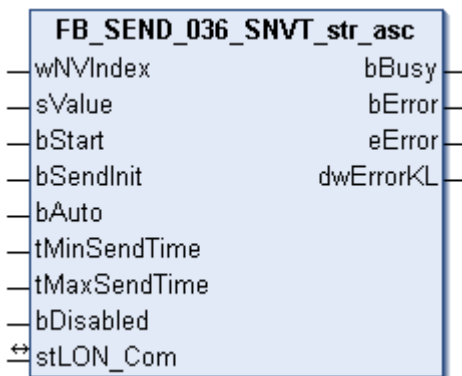 FB_SEND_036_SNVT_str_asc
wNVIndex bBusy
sValue bError
bStart eError
bSendInit dwErrorKL
bAuto
tMinSendTime
tMaxSendTime
bDisabled
stLON_Com